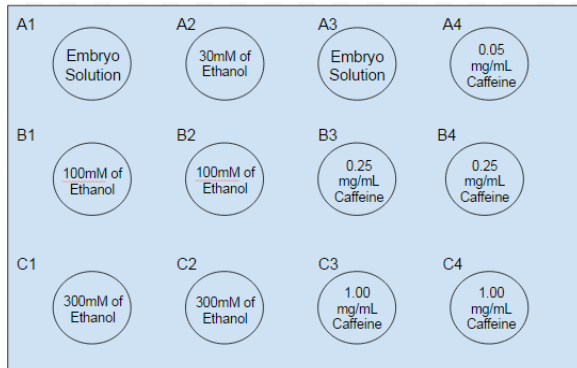 A1
A2
A3
A4
Embryo
Solution
30mM of
Ethanol
Embryo
Solution
0.05
mg/mL
Caffeine
B1
B2
B3
B4
100mM of
Ethanol
100mM of
Ethanol
0.25
mg/mL
Caffeine
0.25
mg/mL
Caffeine
C1
C2
C3
C4
300mM of
Ethanol
300mM of
Ethanol
1.00
mg/mL
Caffeine
1.00
mg/mL
Caffeine